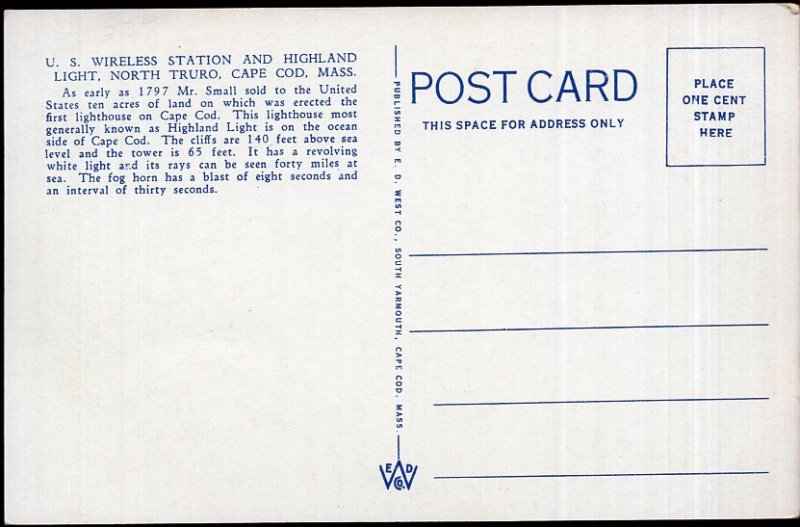 U. S. WIRELESS STATION AND HIGHLAND
LIGHT, NORTH TRURO, CAPE COD, MASS.
As early as 1797 Mr. Small sold to the United
States ten acres of land on which was erected the
first lighthouse on Cape Cod. This lighthouse most
generally known as Highland Light is on the ocean
side of Cape Cod. The cliffs are 140 feet above sea
level and the tower is 65 feet. It has a revolving
white light and its rays can be seen forty miles at
sea. The fog horn has a blast of eight seconds and
an interval of thirty seconds.
PUBLISHED BY E. D. WEST CO., SOUTH YARMOUTH, CAPE COD, MASS.
E D
W
CO.
POST CARD
THIS SPACE FOR ADDRESS ONLY
PLACE
ONE CENT
STAMP
HERE